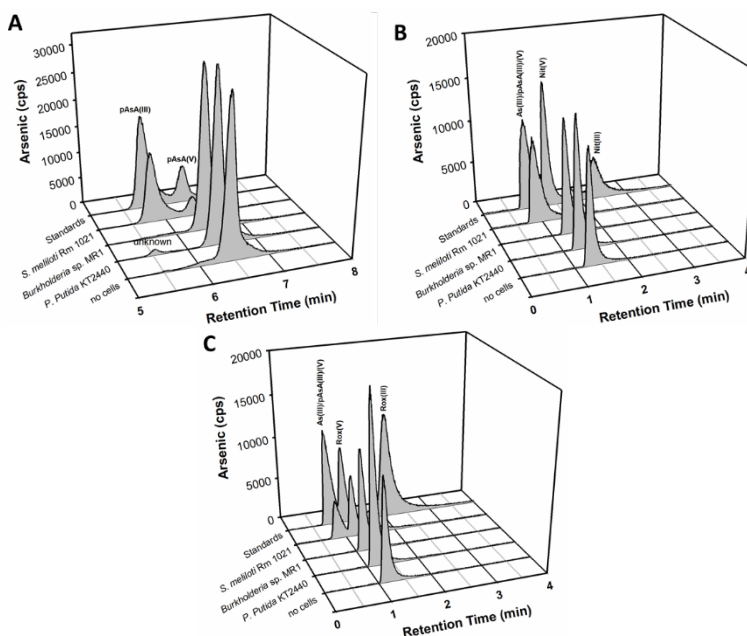 A
Arsenic (cps)
30000
25000
20000
15000
10000
5000
0
pAsA(III)
pAsA(V)
unknown
Standards
S. meliloti Rm 1021
Burkholderia sp. MR1
P. Putida KT2440
no cells
5
6
7
8
Retention Time (min)
B
Arsenic (cps)
20000
15000
10000
5000
0
As(III)/pAsA(III)/(V)
Nit(V)
Nit(III)
Standards
S. meliloti Rm 1021
Burkholderia sp. MR1
P. Putida KT2440
no cells
0
1
2
3
4
Retention Time (min)
C
Arsenic (cps)
20000
15000
10000
5000
0
As(III)/pAsA(III)/(V)
Rox(V)
Rox(III)
Standards
S. meliloti Rm 1021
Burkholderia sp. MR1
P. Putida KT2440
no cells
0
1
2
3
4
Retention Time (min)